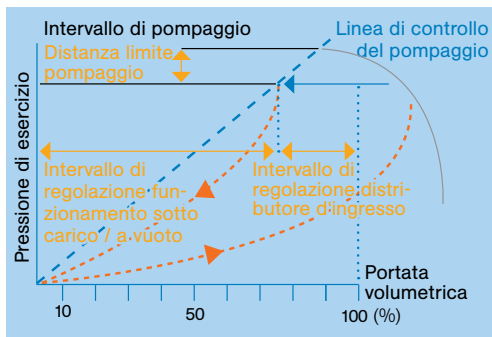 Intervallo di pompaggio
Linea di controllo
del pompaggio
Distanza limite
pompaggio
Pressione di esercizio
Intervallo di
regolazione fun-
zionamento sotto
carico / a vuoto
Intervallo di
regolazione distri-
butore d'ingresso
Portata
volumetrica
10
50
100 (%)